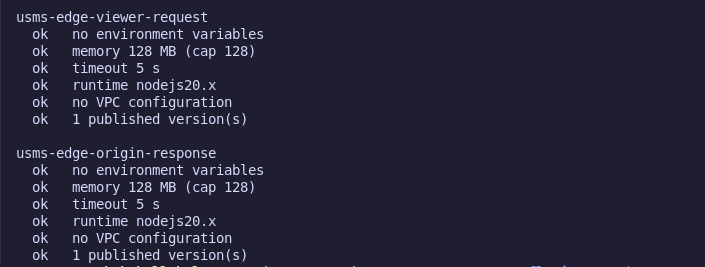 usms-edge-viewer-request
ok no environment variables
ok memory 128 MB (cap 128)
ok timeout 5 s
ok runtime nodejs20.x
ok no VPC configuration
ok 1 published version(s)
usms-edge-origin-response
ok no environment variables
ok memory 128 MB (cap 128)
ok timeout 5 s
ok runtime nodejs20.x
ok no VPC configuration
ok 1 published version(s)